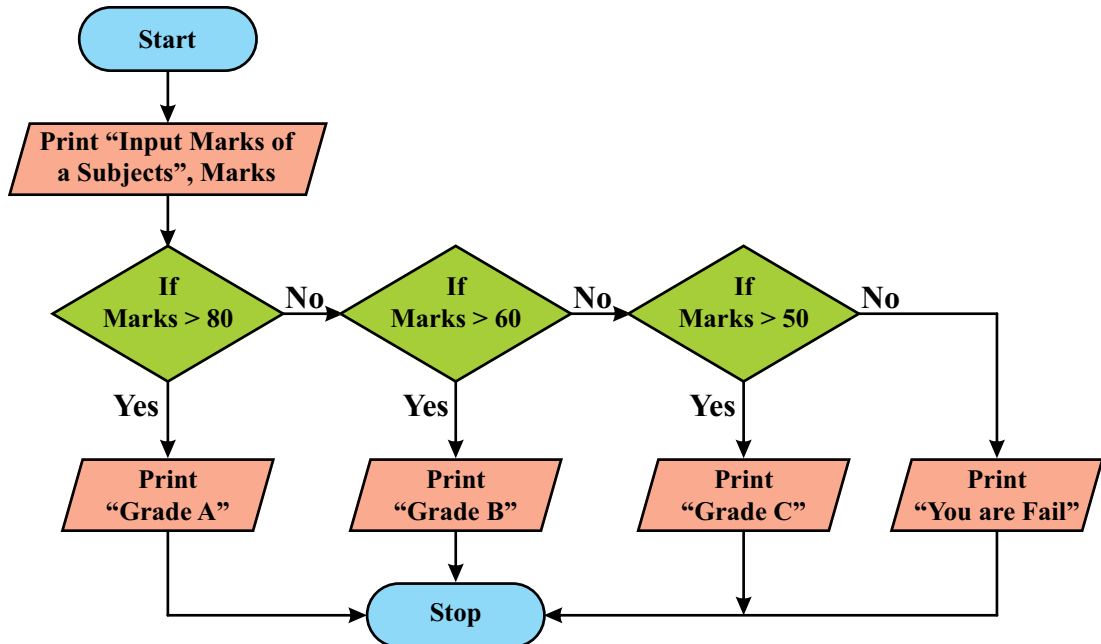 Start
Print “Input Marks of
a Subjects”, Marks
If
Marks > 80
No
If
Marks > 60
No
If
Marks > 50
No
Yes
Yes
Yes
Print
“Grade A”
Print
“Grade B”
Print
“Grade C”
Print
“You are Fail”
Stop